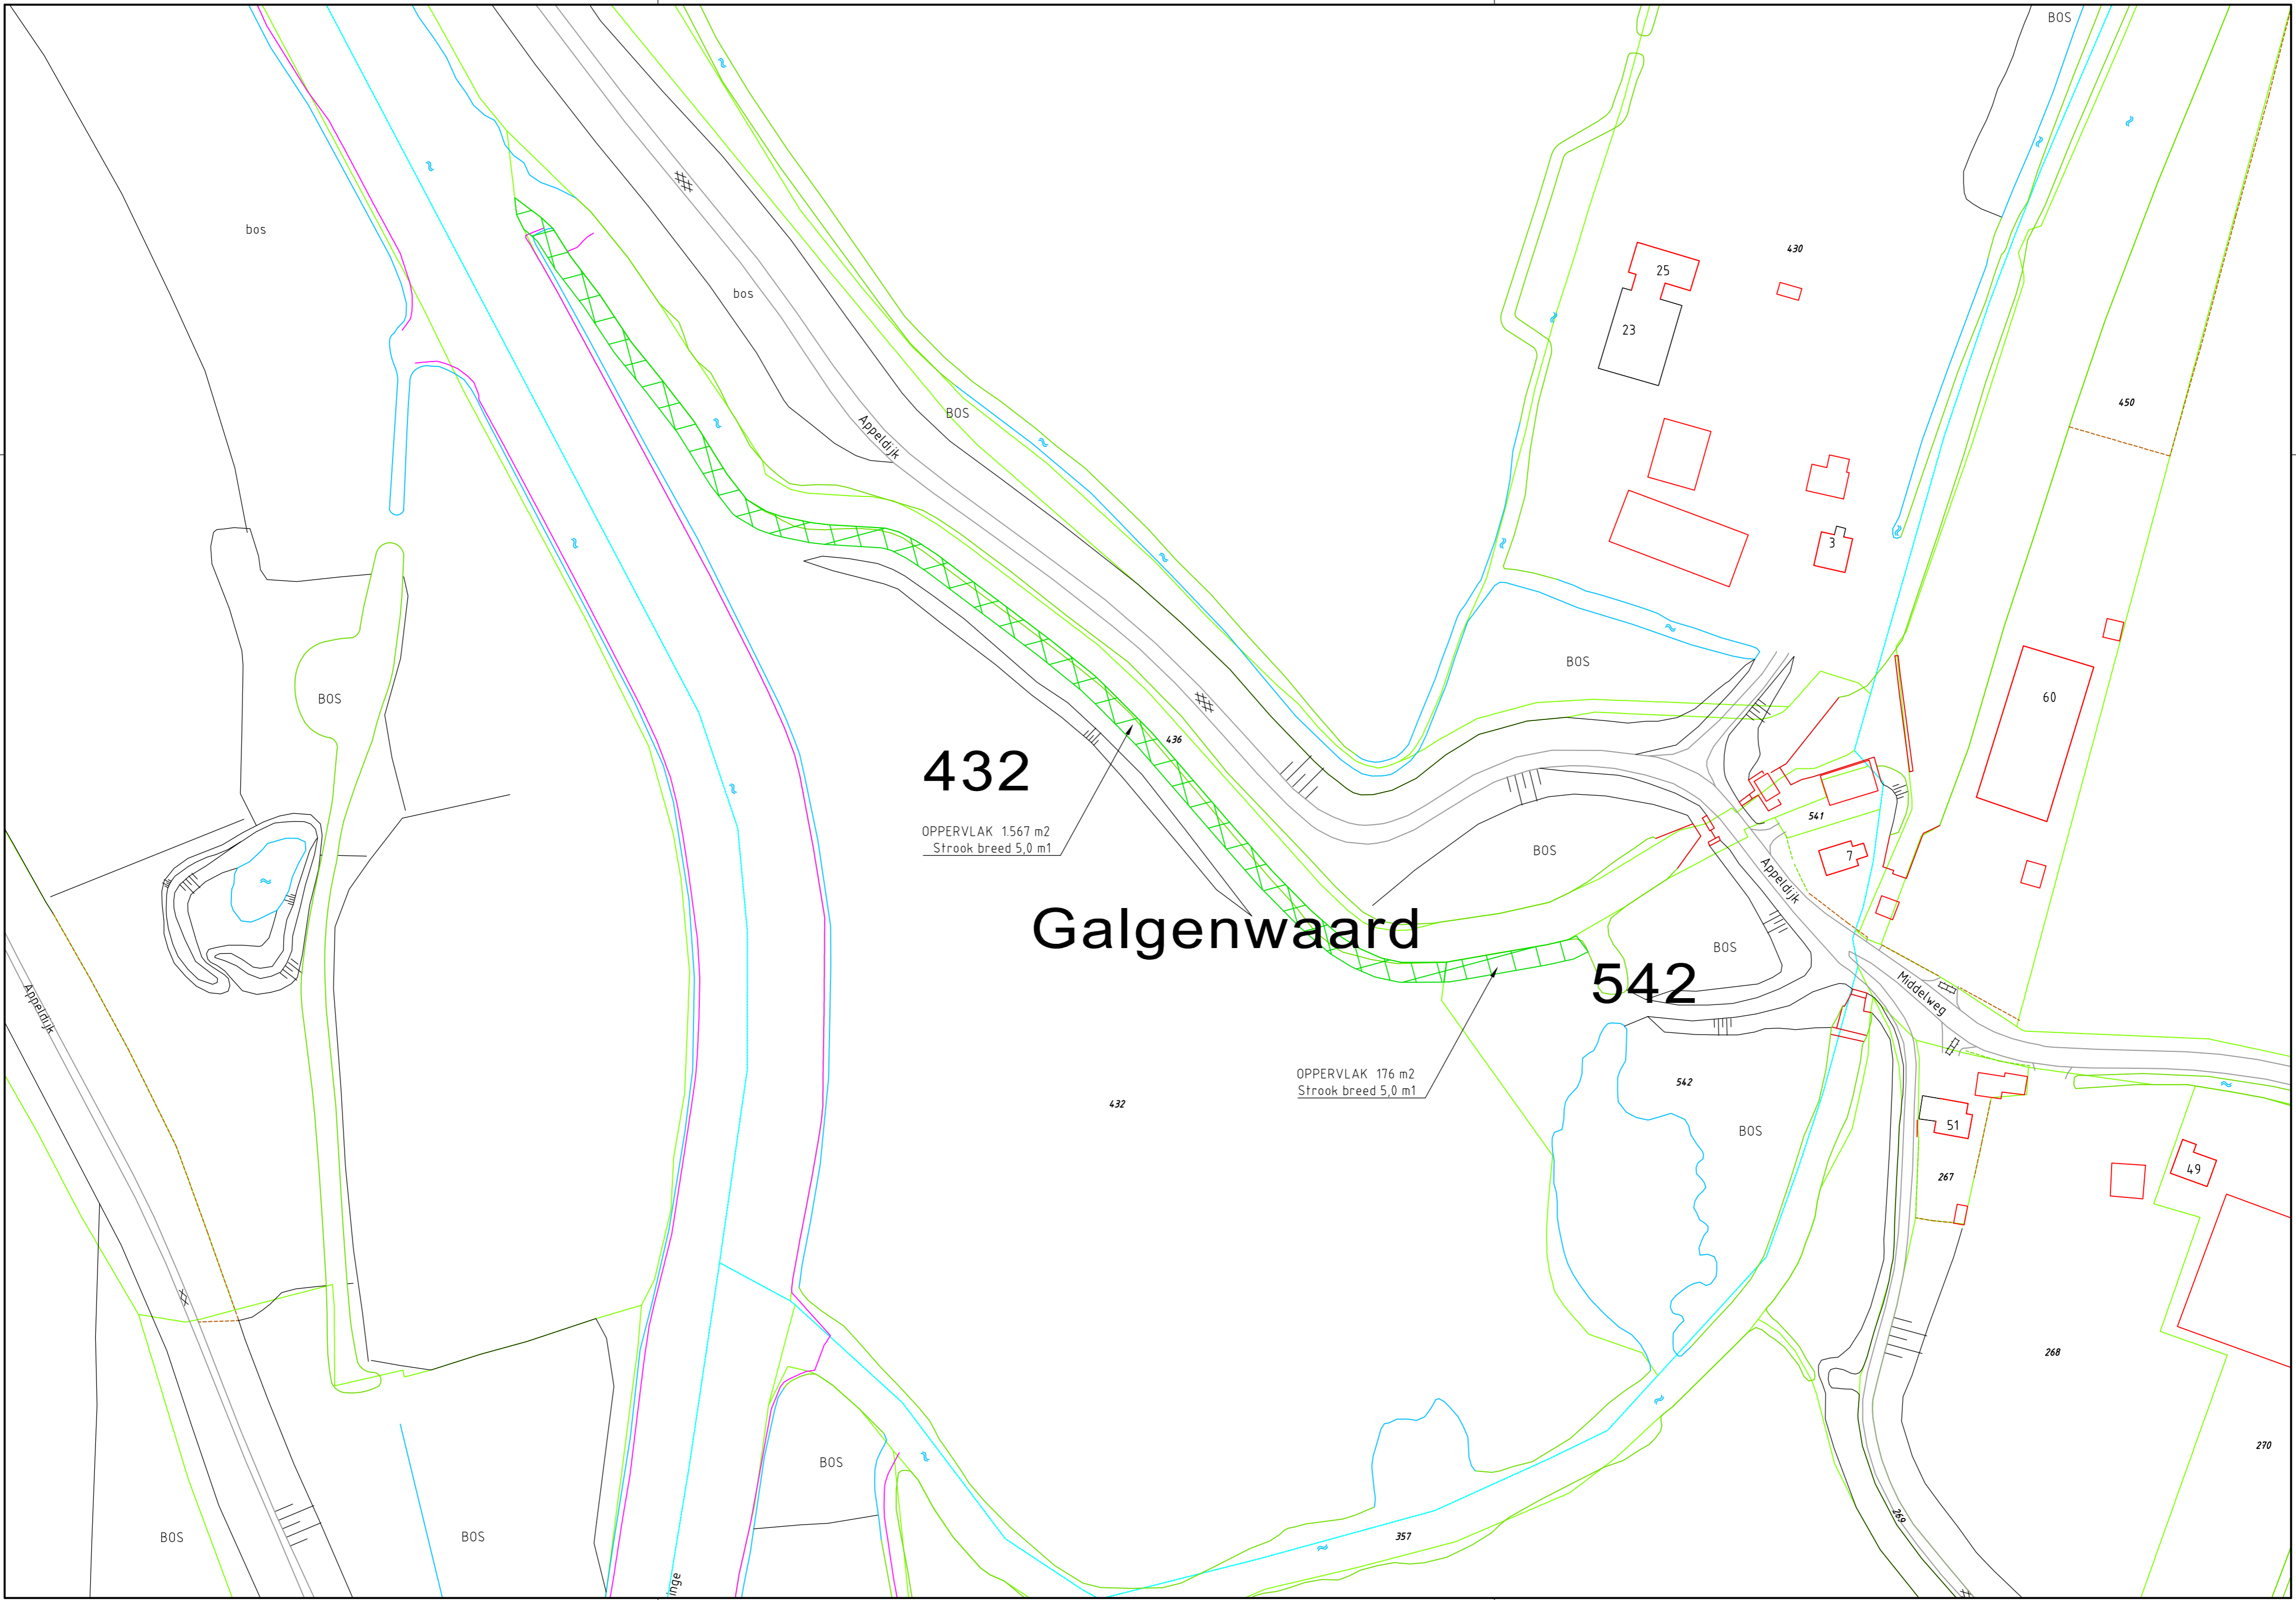 BOS
bos
430
25
bos
23
450
BOS
Appeldijk
3
BOS
BOS
60
436
432
541
OPPERVLAK 1.567 m2
Strook breed 5,0 m1
BOS
7
Appeldijk
Galgenwaard
BOS
542
Middelweg
Appeldijk
OPPERVLAK 176 m2
Strook breed 5,0 m1
542
432
51
BOS
49
267
268
270
BOS
269
357
BOS
BOS
inge